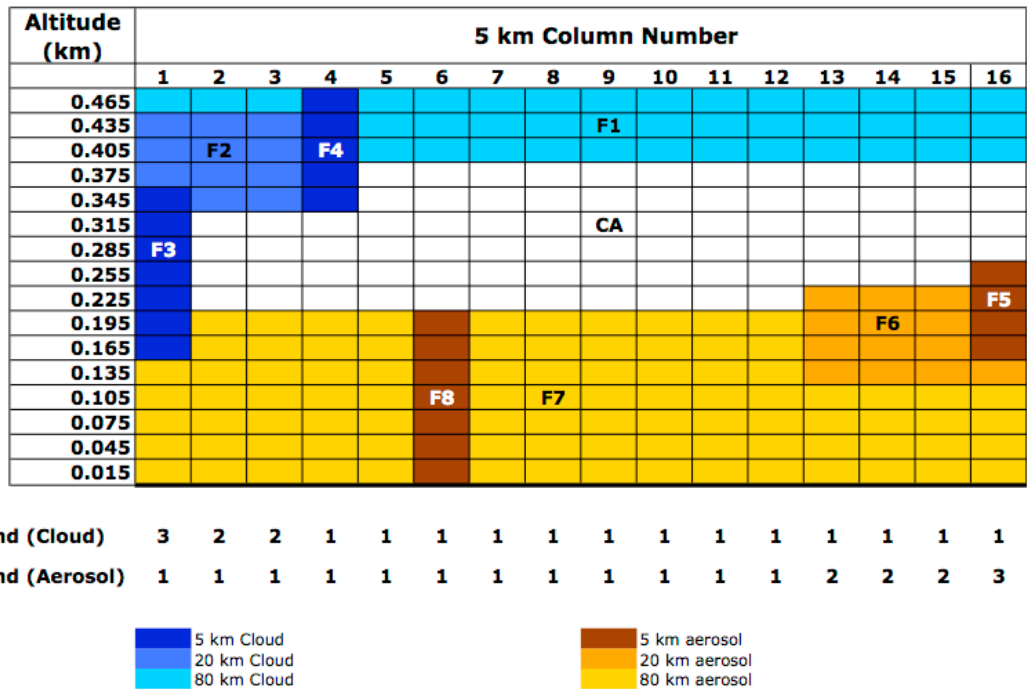 Altitude (km) 5 km Column Number
1 2 3 4 5 6 7 8 9 10 11 12 13 14 15 16
0.465
0.435 F1
0.405 F2 F4
0.375
0.345
0.315 CA
0.285 F3
0.255
0.225 F5
0.195 F6
0.165
0.135
0.105 F8 F7
0.075
0.045
0.015
nd (Cloud) 3 2 2 1 1 1 1 1 1 1 1 1 1 1 1 1
nd (Aerosol) 1 1 1 1 1 1 1 1 1 1 1 1 2 2 2 3
5 km Cloud 5 km aerosol
20 km Cloud 20 km aerosol
80 km Cloud 80 km aerosol